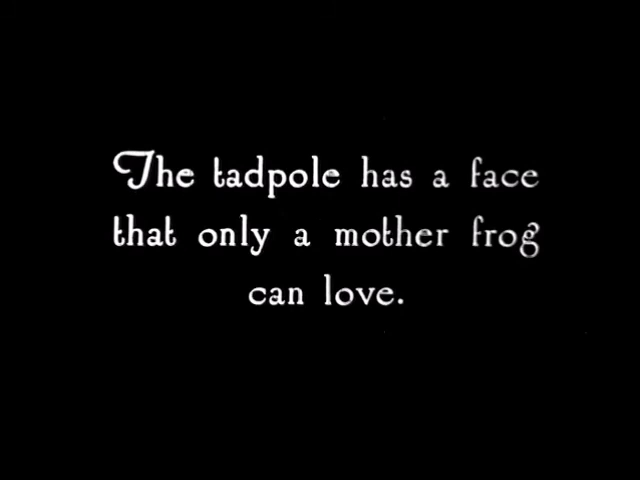 The tadpole has a face
that only a mother frog
can love.